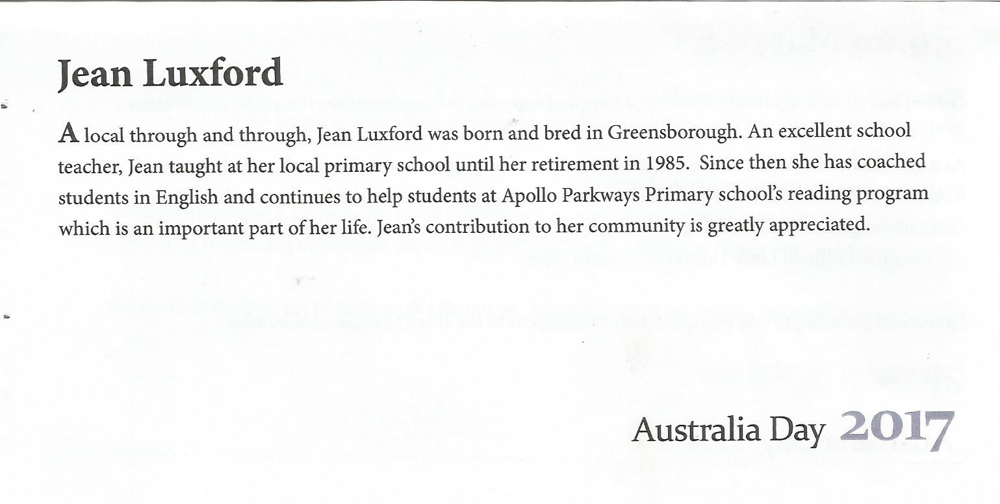 Jean Luxford
A local through and through, Jean Luxford was born and bred in Greensborough. An excellent school
teacher, Jean taught at her local primary school until her retirement in 1985.  Since then she has coached
students in English and continues to help students at Apollo Parkways Primary school's reading program
which is an important part of her life. Jean's contribution to her community is greatly appreciated.
Australia Day 2017